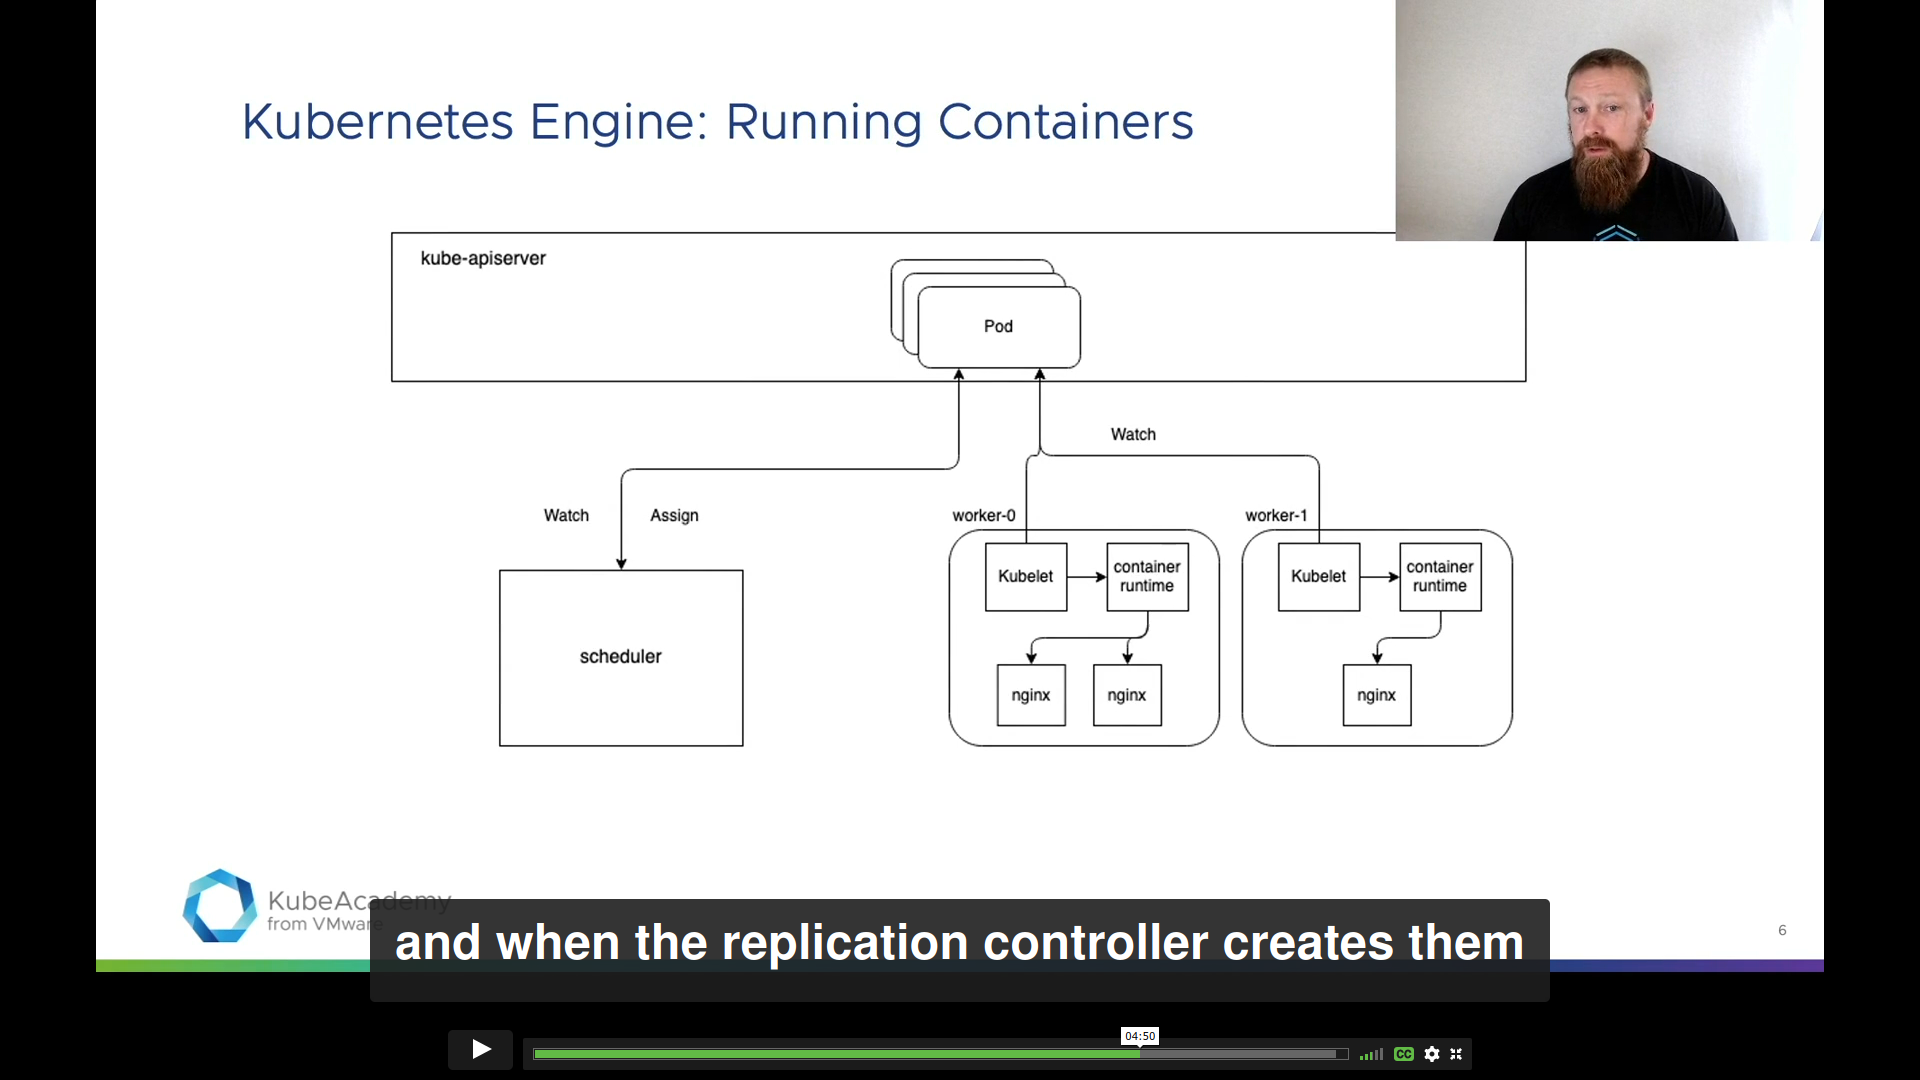 Kubernetes Engine: Running Containers
kube-apiserver
Pod
Watch
Watch
Assign
worker-0
worker-1
Kubelet
container
runtime
Kubelet
container
runtime
scheduler
nginx
nginx
nginx
KubeAcademy
from VMware
6
and when the replication controller creates them
04:50
CC